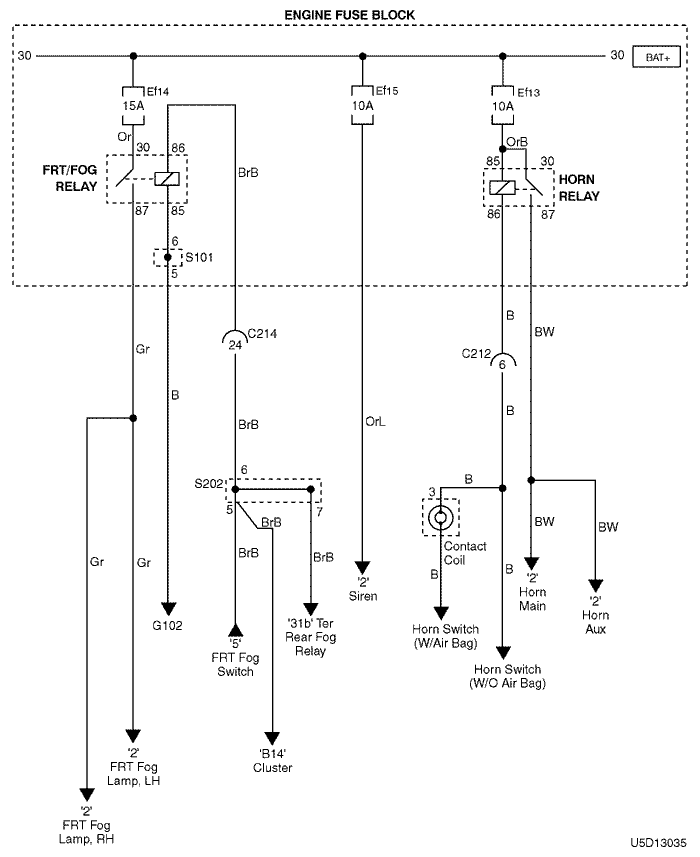 ENGINE FUSE BLOCK
30
30
BAT+
Ef14
15A
Ef15
10A
Ef13
10A
Or
30
86
OrB
85
30
FRT/FOG
RELAY
BrB
HORN
RELAY
87
85
86
87
6
S101
5
B
BW
C214
24
Gr
C212
6
B
B
BrB
OrL
6
S202
5
7
BrB
B
3
BrB
BrB
BW
BW
Gr
Gr
Contact
Coil
B
B
'2'
Siren
'2'
Horn
Main
'2'
Horn
Aux
G102
'31b' Ter
Rear Fog
Relay
'5'
FRT Fog
Switch
Horn Switch
(W/Air Bag)
Horn Switch
(W/O Air Bag)
'2'
FRT Fog
Lamp, LH
'B14'
Cluster
'2'
FRT Fog
Lamp, RH
U5D13035